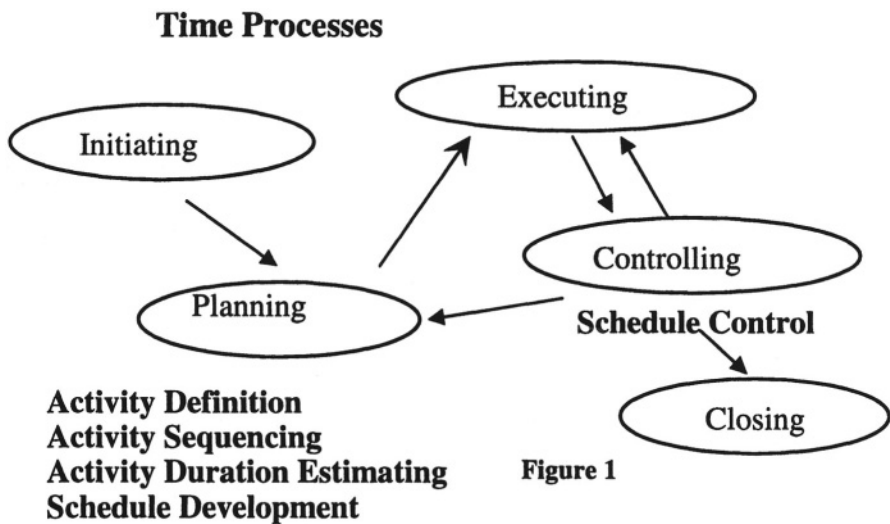 Time Processes
Executing
Initiating
Controlling
Planning
Schedule Control
Closing
Activity Definition
Activity Sequencing
Activity Duration Estimating
Figure 1
Schedule Development